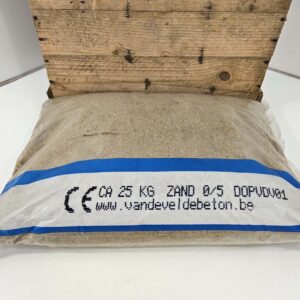 CE CA 25 KG ZAND 0/5 DOPVDV01
www.vandeveldebeton.be